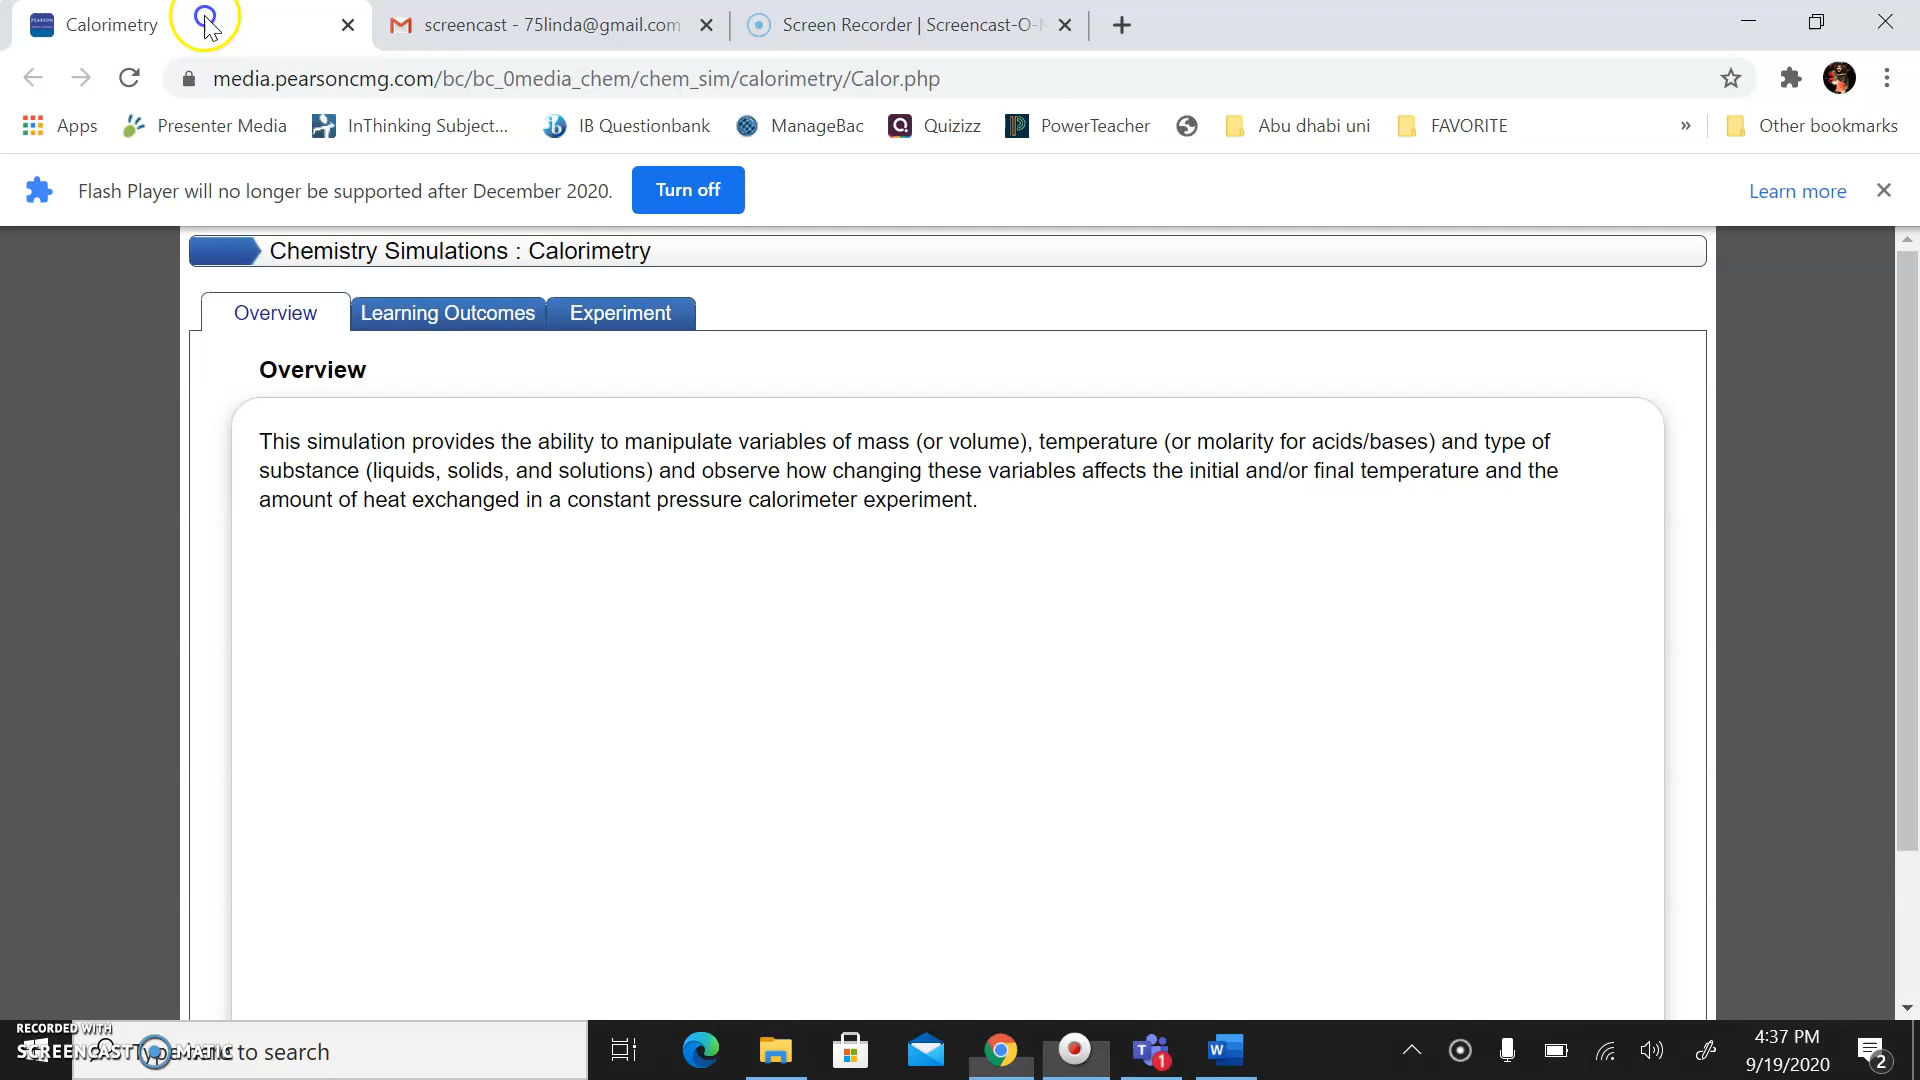 Calorimetry
screencast - 75linda@gmail.com
Screen Recorder | Screencast-O-
media.pearsoncmg.com/bc/bc_0media_chem/chem_sim/calorimetry/Calor.php
Apps
Presenter Media
InThinking Subject...
IB Questionbank
ManageBac
Quizizz
PowerTeacher
Abu dhabi uni
FAVORITE
»
Other bookmarks
Flash Player will no longer be supported after December 2020.
Turn off
Learn more
Chemistry Simulations : Calorimetry
Overview
Learning Outcomes
Experiment
Overview
This simulation provides the ability to manipulate variables of mass (or volume), temperature (or molarity for acids/bases) and type of
substance (liquids, solids, and solutions) and observe how changing these variables affects the initial and/or final temperature and the
amount of heat exchanged in a constant pressure calorimeter experiment.
RECORDED WITH
SCREENCAST MATIC
to search
1
4:37 PM
9/19/2020
2